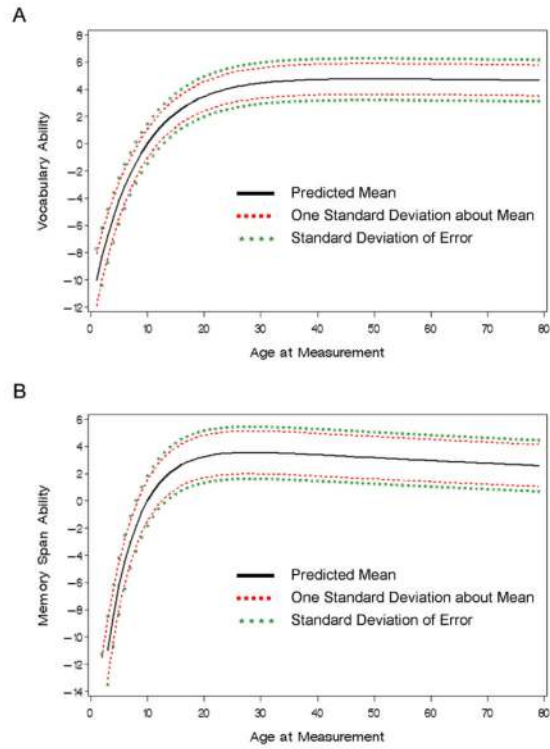 A
8
6
4
2
0
−2
−4
−6
−8
−10
−12
Vocabulary Ability
Predicted Mean
One Standard Deviation about Mean
Standard Deviation of Error
0 10 20 30 40 50 60 70 80
Age at Measurement
B
6
4
2
0
−2
−4
−6
−8
−10
−12
−14
Memory Span Ability
Predicted Mean
One Standard Deviation about Mean
Standard Deviation of Error
0 10 20 30 40 50 60 70 80
Age at Measurement